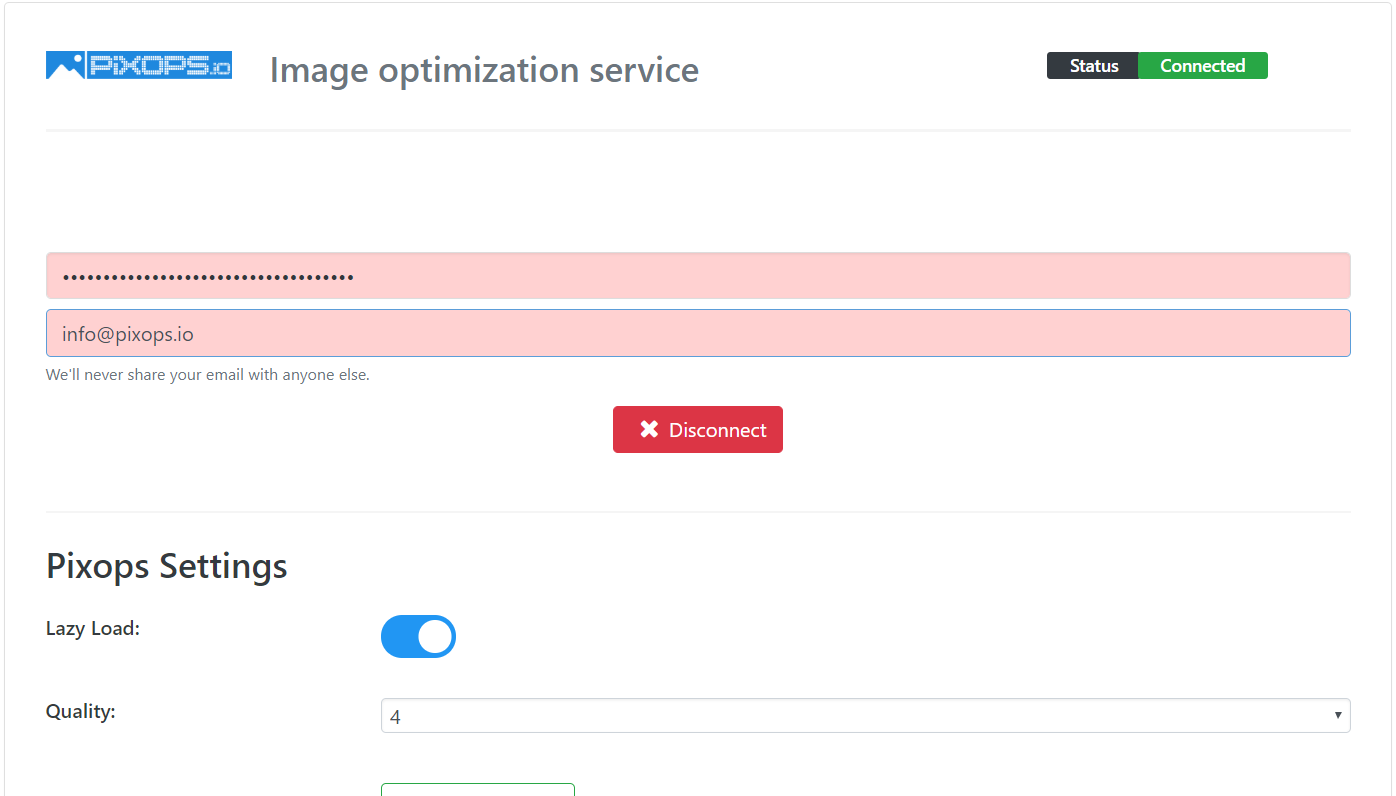 PIXOPS.io Image optimization service Status Connected
••••••••••••••••••••••••••••••••••••
info@pixops.io
We'll never share your email with anyone else.
✖ Disconnect
Pixops Settings
Lazy Load:
Quality: 4